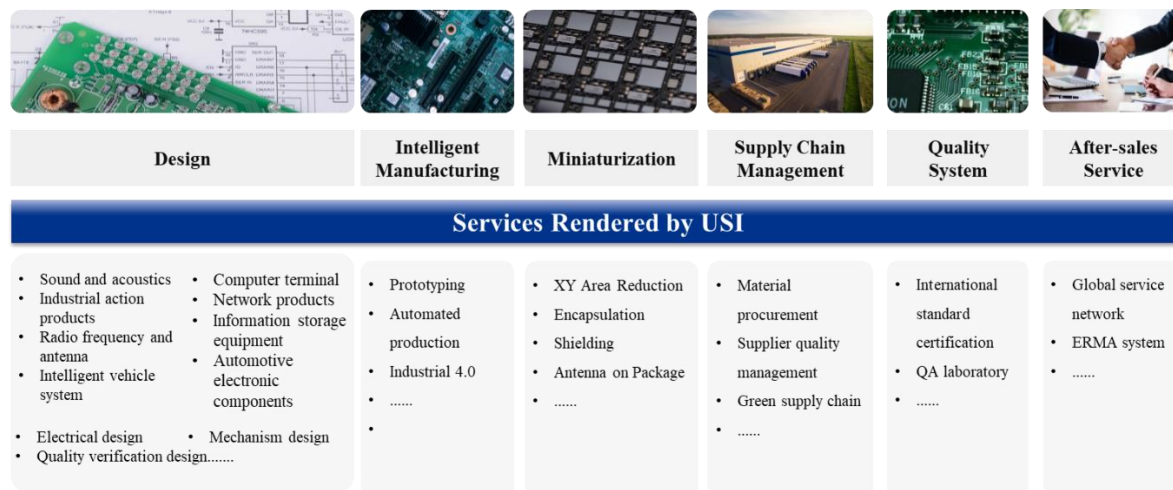 Design
Intelligent
Manufacturing
Miniaturization
Supply Chain
Management
Quality
System
After-sales
Service
Services Rendered by USI
• Sound and acoustics
• Industrial action
products
• Radio frequency and
antenna
• Intelligent vehicle
system
• Computer terminal
• Network products
• Information storage
equipment
• Automotive
electronic
components
• Electrical design
• Mechanism design
• Quality verification design.......
• Prototyping
• Automated
production
• Industrial 4.0
• ......
•
• XY Area Reduction
• Encapsulation
• Shielding
• Antenna on Package
• ......
• Material
procurement
• Supplier quality
management
• Green supply chain
• ......
• International
standard
certification
• QA laboratory
• ......
• Global service
network
• ERMA system
• ......